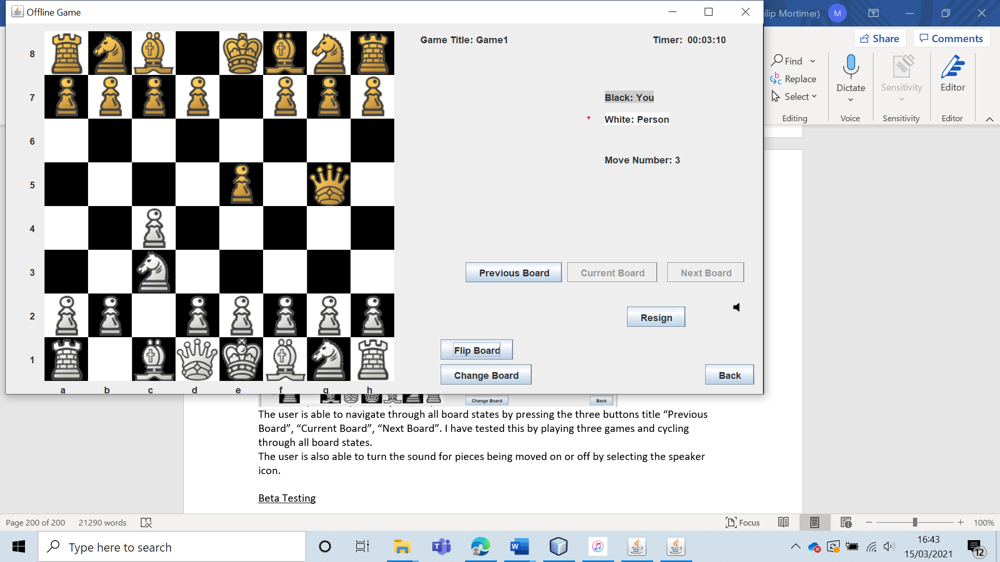 Offline Game
ilip Mortimer)
M
Share
Comments
Find
Replace
Select
Editing
Dictate
Voice
Sensitivity
Sensitivity
Editor
Editor
Game Title: Game1
Timer: 00:03:10
Black: You
* White: Person
Move Number: 3
8
7
6
5
4
3
2
1
a b c d e f g h
Previous Board
Current Board
Next Board
Resign
Flip Board
Change Board
Back
Change Board
Back
The user is able to navigate through all board states by pressing the three buttons title “Previous
Board”, “Current Board”, “Next Board”. I have tested this by playing three games and cycling
through all board states.
The user is also able to turn the sound for pieces being moved on or off by selecting the speaker
icon.
Beta Testing
Page 200 of 200
21290 words
Focus
100%
Type here to search
16:43
15/03/2021
12